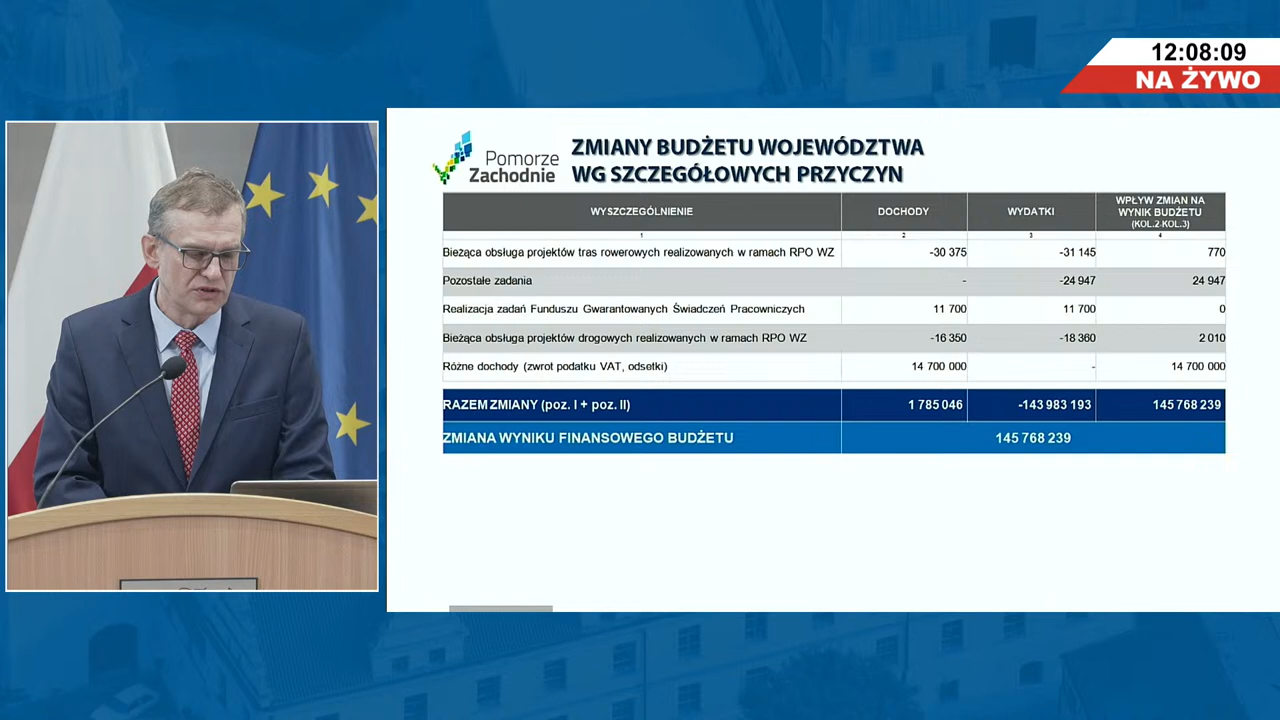 12:08:09
NA ŻYWO
Pomorze
Zachodnie
ZMIANY BUDŻETU WOJEWÓDZTWA
WG SZCZEGÓŁOWYCH PRZYCZYN
WYSZCZEGÓLNIENIE DOCHODY WYDATKI WPŁYW ZMIAN NA WYNIK BUDŻETU (KOL.2-KOL.3)
1 2 3 4
Bieżąca obsługa projektów tras rowerowych realizowanych w ramach RPO WZ -30 375 -31 145 770
Pozostałe zadania - -24 947 24 947
Realizacja zadań Funduszu Gwarantowanych Świadczeń Pracowniczych 11 700 11 700 0
Bieżąca obsługa projektów drogowych realizowanych w ramach RPO WZ -16 350 -18 360 2 010
Różne dochody (zwrot podatku VAT, odsetki) 14 700 000 - 14 700 000
RAZEM ZMIANY (poz. I + poz. II) 1 785 046 -143 983 193 145 768 239
ZMIANA WYNIKU FINANSOWEGO BUDŻETU 145 768 239